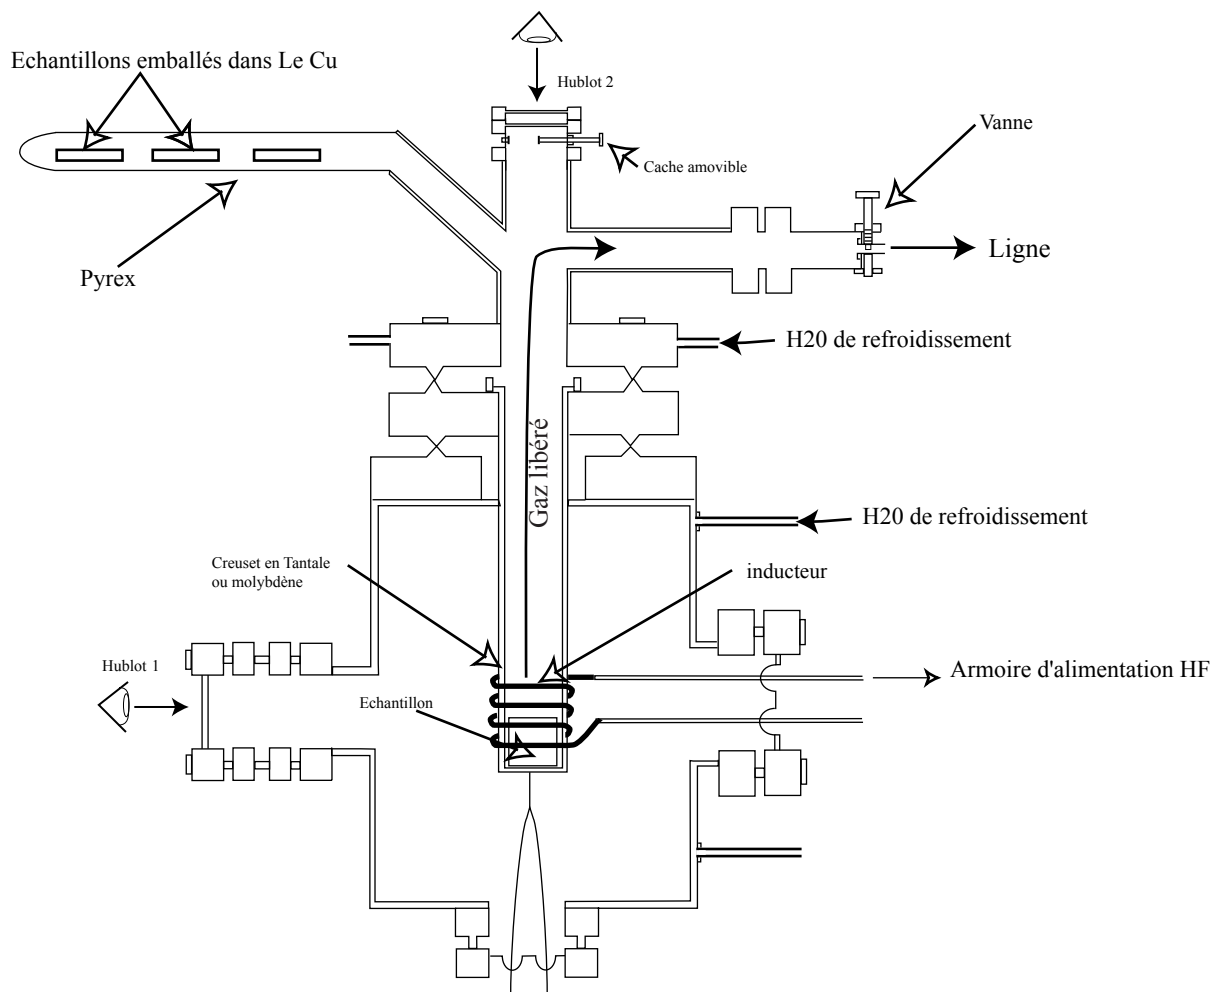 Hublot 2
Echantillons emballés dans Le Cu
Vanne
Cache amovible
Ligne
Pyrex
H20 de refroidissement
Gaz libéré
H20 de refroidissement
Creuset en Tantale
ou molybdène
inducteur
Hublot 1
Armoire d'alimentation HF
Echantillon